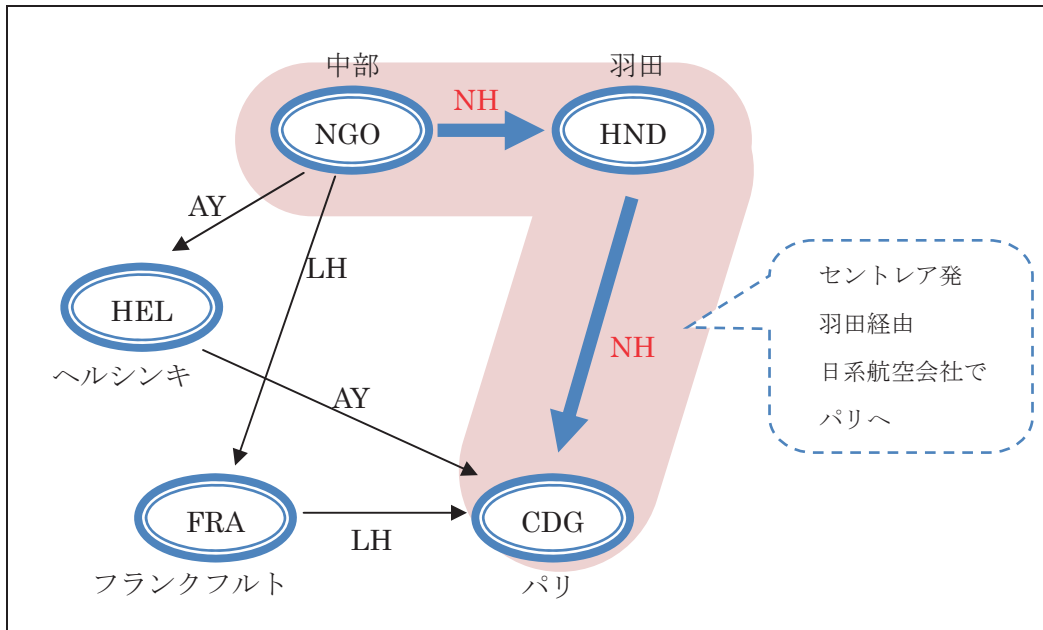 中部
羽田
NH
NGO
HND
AY
LH
セントレア発
羽田経由
日系航空会社で
パリへ
HEL
NH
ヘルシンキ
AY
FRA
LH
CDG
フランクフルト
パリ